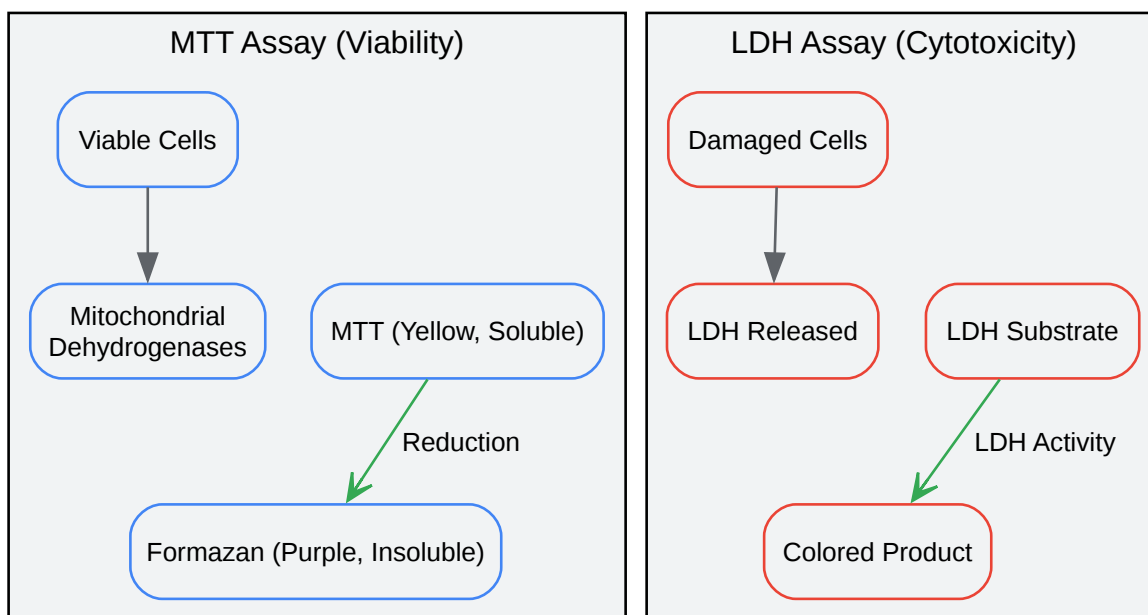 MTT Assay (Viability)
Viable Cells
Mitochondrial
Dehydrogenases
MTT (Yellow, Soluble)
Reduction
Formazan (Purple, Insoluble)
LDH Assay (Cytotoxicity)
Damaged Cells
LDH Released
LDH Substrate
LDH Activity
Colored Product